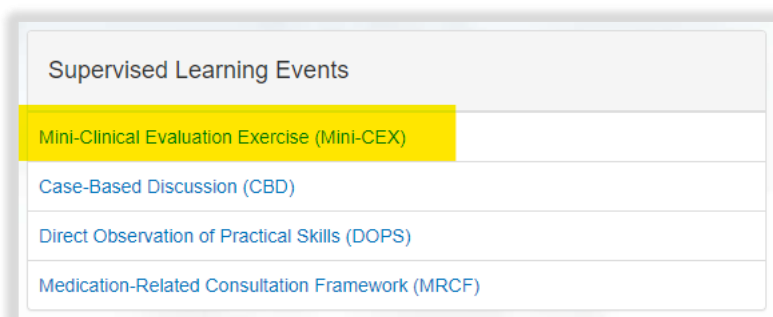 Supervised Learning Events
Mini-Clinical Evaluation Exercise (Mini-CEX)
Case-Based Discussion (CBD)
Direct Observation of Practical Skills (DOPS)
Medication-Related Consultation Framework (MRCF)